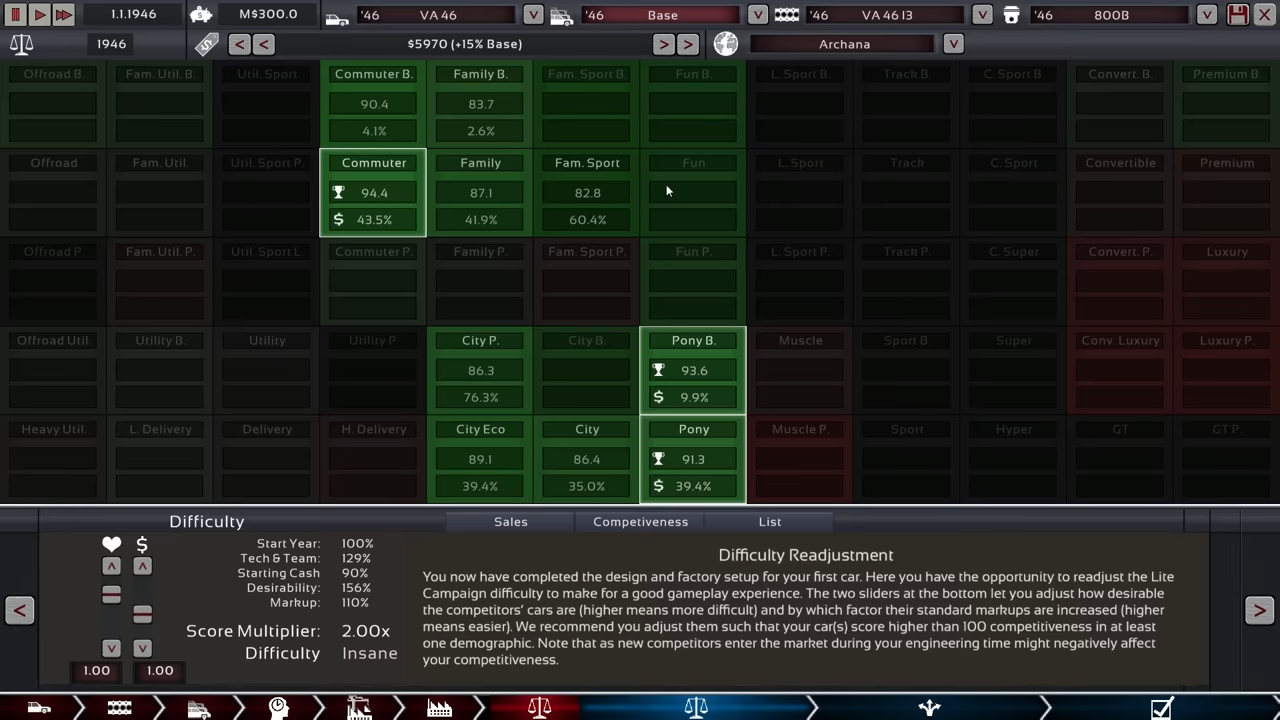 1.1.1946
M$300.0
'46
VA 46
'46
Base
'46
VA 46 I3
'46
800B
1946
$5970 (+15% Base)
Archana
Offroad B.
Fam. Util. B.
Util. Sport
Commuter B.
Family B.
Fam. Sport B.
Fun B.
L. Sport B.
Track B.
C. Sport B.
Convert. B.
Premium B.
90.4
83.7
4.1%
2.6%
Offroad
Fam. Util.
Util. Sport P.
Commuter
Family
Fam. Sport
Fun
L. Sport
Track
C. Sport
Convertible
Premium
94.4
87.1
82.8
$ 43.5%
41.9%
60.4%
Offroad P.
Fam. Util. P.
Util. Sport L.
Commuter P.
Family P.
Fam. Sport P.
Fun P.
L. Sport P.
Track P.
C. Super
Convert. P.
Luxury
Offroad Util.
Utility B.
Utility
Utility P
City P.
City B.
Pony B.
Muscle
Sport B.
Super
Conv. Luxury
Luxury P.
86.3
93.6
76.3%
$ 9.9%
Heavy Util.
L. Delivery
Delivery
H. Delivery
City Eco
City
Pony
Muscle P.
Sport
Hyper
GT
GT P.
89.1
86.4
91.3
39.4%
35.0%
$ 39.4%
Difficulty
Sales
Competiveness
List
$
Start Year: 100%
Tech & Team: 129%
Starting Cash 90%
Desirability: 156%
Markup: 110%
Score Multiplier: 2.00x
Difficulty Insane
1.00
1.00
Difficulty Readjustment
You now have completed the design and factory setup for your first car. Here you have the opportunity to readjust the Lite
Campaign difficulty to make for a good gameplay experience. The two sliders at the bottom let you adjust how desirable
the competitors' cars are (higher means more difficult) and by which factor their standard markups are increased (higher
means easier). We recommend you adjust them such that your car(s) score higher than 100 competitiveness in at least
one demographic. Note that as new competitors enter the market during your engineering time might negatively affect
your competitiveness.